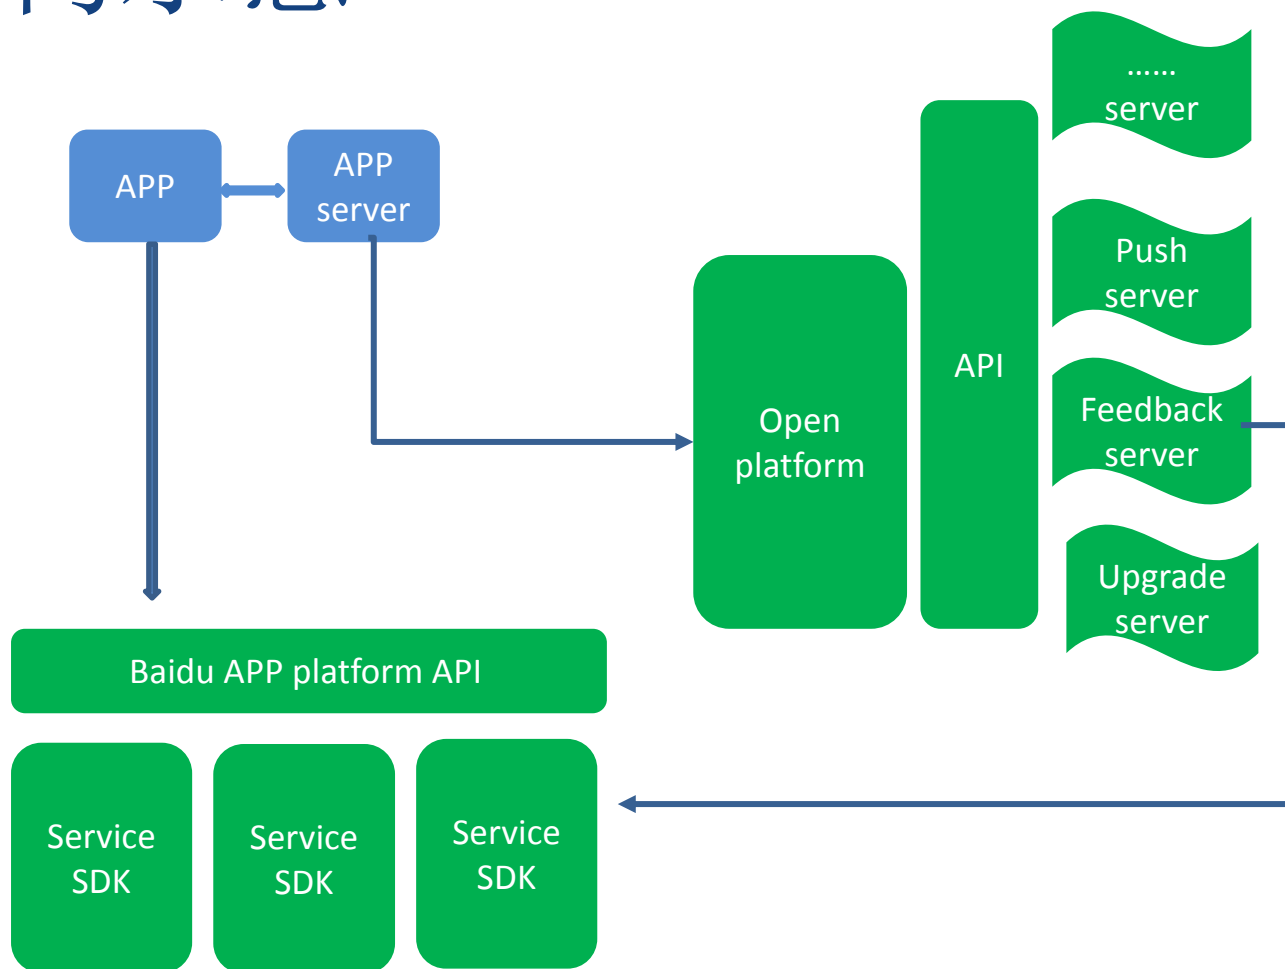 ……
server
APP
APP
server
Push
server
API
Feedback
server
Open
platform
Upgrade
server
Baidu APP platform API
Service
SDK
Service
SDK
Service
SDK